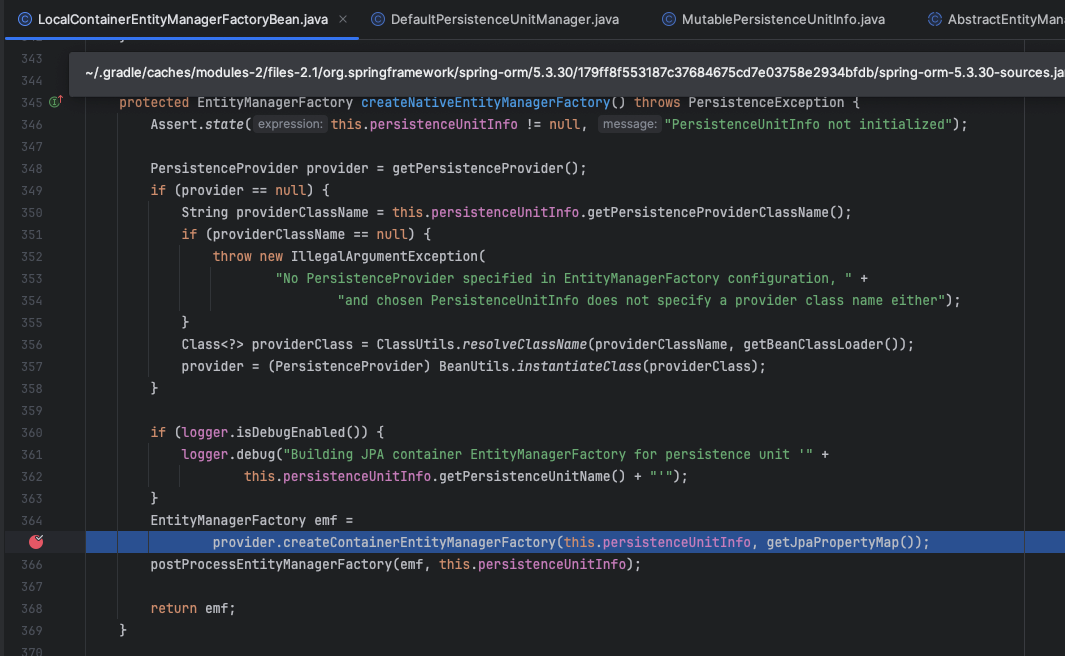 LocalContainerEntityManagerFactoryBean.java × DefaultPersistenceUnitManager.java MutablePersistenceUnitInfo.java AbstractEntityMan
343
344 ~/.gradle/caches/modules-2/files-2.1/org.springframework/spring-orm/5.3.30/179ff8f553187c37684675cd7e03758e2934bfdb/spring-orm-5.3.30-sources.ja
345 protected EntityManagerFactory createNativeEntityManagerFactory() throws PersistenceException {
346 Assert.state( expression: this.persistenceUnitInfo != null, message: "PersistenceUnitInfo not initialized");
347
348 PersistenceProvider provider = getPersistenceProvider();
349 if (provider == null) {
350 String providerClassName = this.persistenceUnitInfo.getPersistenceProviderClassName();
351 if (providerClassName == null) {
352 throw new IllegalArgumentException(
353 "No PersistenceProvider specified in EntityManagerFactory configuration, " +
354 "and chosen PersistenceUnitInfo does not specify a provider class name either");
355 }
356 Class<?> providerClass = ClassUtils.resolveClassName(providerClassName, getBeanClassLoader());
357 provider = (PersistenceProvider) BeanUtils.instantiateClass(providerClass);
358 }
359
360 if (logger.isDebugEnabled()) {
361 logger.debug("Building JPA container EntityManagerFactory for persistence unit '" +
362 this.persistenceUnitInfo.getPersistenceUnitName() + "'");
363 }
364 EntityManagerFactory emf =
provider.createContainerEntityManagerFactory(this.persistenceUnitInfo, getJpaPropertyMap());
366 postProcessEntityManagerFactory(emf, this.persistenceUnitInfo);
367
368 return emf;
369 }
370